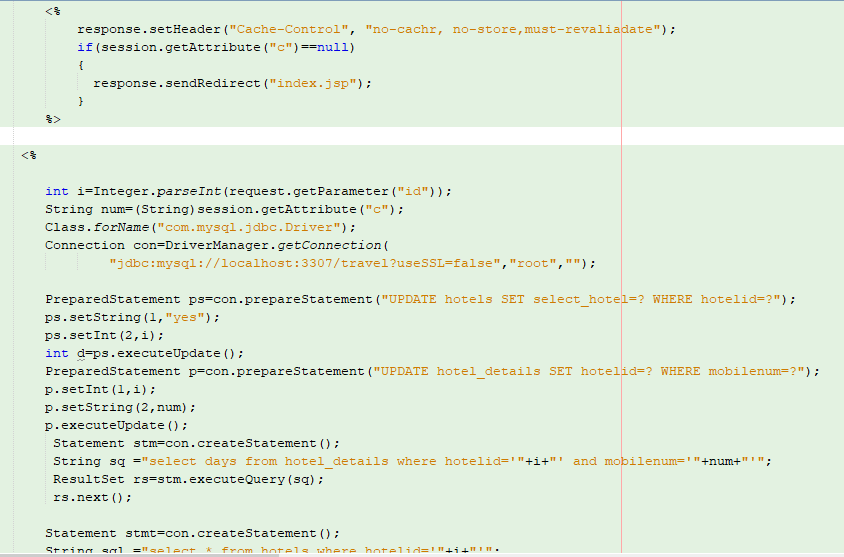 <%
response.setHeader("Cache-Control", "no-cachr, no-store,must-revaliadate");
if(session.getAttribute("c")==null)
{
response.sendRedirect("index.jsp");
}
%>
<%
int i=Integer.parseInt(request.getParameter("id"));
String num=(String)session.getAttribute("c");
Class.forName("com.mysql.jdbc.Driver");
Connection con=DriverManager.getConnection(
"jdbc:mysql://localhost:3307/travel?useSSL=false","root","");
PreparedStatement ps=con.prepareStatement("UPDATE hotels SET select_hotel=? WHERE hotelid=?");
ps.setString(1,"yes");
ps.setInt(2,i);
int d=ps.executeUpdate();
PreparedStatement p=con.prepareStatement("UPDATE hotel_details SET hotelid=? WHERE mobilenum=?");
p.setInt(1,i);
p.setString(2,num);
p.executeUpdate();
Statement stm=con.createStatement();
String sq ="select days from hotel_details where hotelid='"+i+"' and mobilenum='"+num+"'";
ResultSet rs=stm.executeQuery(sq);
rs.next();
Statement stmt=con.createStatement();
String sql ="select * from hotels where hotelid='"+i+"'";